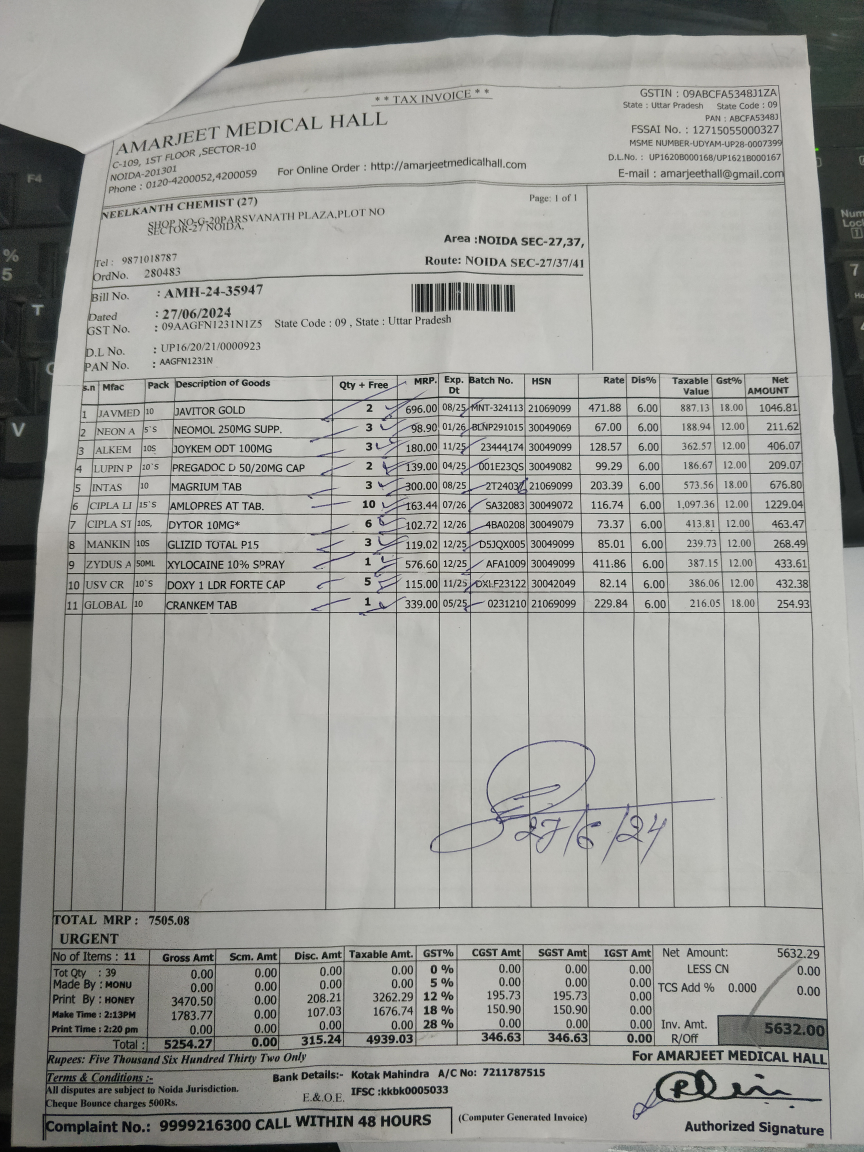 * * TAX INVOICE * *
AMARJEET MEDICAL HALL
C-109, 1ST FLOOR ,SECTOR-10
NOIDA-201301
Phone : 0120-4200052,4200059
For Online Order : http://amarjeetmedicalhall.com
GSTIN : 09ABCFA5348J1ZA
State : Uttar Pradesh State Code : 09
PAN : ABCFA5348J
FSSAI No. : 12715055000327
MSME NUMBER-UDYAM-UP28-0007399
D.L.No. : UP1620B000168/UP1621B000167
E-mail : amarjeethall@gmail.com
NEELKANTH CHEMIST (27)
SHOP NO-G-20PARSVANATH PLAZA,PLOT NO
SECTOR-27 NOIDA.
Page: 1 of 1
Area :NOIDA SEC-27,37,
Tel : 9871018787
Route: NOIDA SEC-27/37/41
OrdNo. 280483
Bill No. : AMH-24-35947
Dated : 27/06/2024
GST No. : 09AAGFN1231N1Z5 State Code : 09 , State : Uttar Pradesh
D.L No. : UP16/20/21/0000923
PAN No. : AAGFN1231N
s.n Mfac Pack Description of Goods Qty + Free MRP. Exp. Dt Batch No. HSN Rate Dis% Taxable Value Gst% Net AMOUNT
1 JAVMED 10 JAVITOR GOLD 2 696.00 08/25 MNT-324113 21069099 471.88 6.00 887.13 18.00 1046.81
2 NEON A 5`S NEOMOL 250MG SUPP. 3 98.90 01/26 BLNP291015 30049069 67.00 6.00 188.94 12.00 211.62
3 ALKEM 10S JOYKEM ODT 100MG 3 180.00 11/25 23444174 30049099 128.57 6.00 362.57 12.00 406.07
4 LUPIN P 10`S PREGADOC D 50/20MG CAP 2 139.00 04/25 001E23QS 30049082 99.29 6.00 186.67 12.00 209.07
5 INTAS 10 MAGRIUM TAB 3 300.00 08/25 2T2403 21069099 203.39 6.00 573.56 18.00 676.80
6 CIPLA LI 15`S AMLOPRES AT TAB. 10 163.44 07/26 SA32083 30049072 116.74 6.00 1,097.36 12.00 1229.04
7 CIPLA ST 10S, DYTOR 10MG* 6 102.72 12/26 4BA0208 30049079 73.37 6.00 413.81 12.00 463.47
8 MANKIN 10S GLIZID TOTAL P15 3 119.02 12/25 D5JQX005 30049099 85.01 6.00 239.73 12.00 268.49
9 ZYDUS A 50ML XYLOCAINE 10% SPRAY 1 576.60 12/25 AFA1009 30049099 411.86 6.00 387.15 12.00 433.61
10 USV CR 10`S DOXY 1 LDR FORTE CAP 5 115.00 11/25 DXLF23122 30042049 82.14 6.00 386.06 12.00 432.38
11 GLOBAL 10 CRANKEM TAB 1 339.00 05/25 0231210 21069099 229.84 6.00 216.05 18.00 254.93
27/6/24
TOTAL MRP : 7505.08
URGENT
No of Items : 11 Gross Amt Scm. Amt Disc. Amt Taxable Amt. GST% CGST Amt SGST Amt IGST Amt
Tot Qty : 39 0.00 0.00 0.00 0.00 0 % 0.00 0.00 0.00
Made By : MONU 0.00 0.00 0.00 0.00 5 % 0.00 0.00 0.00
Print By : HONEY 3470.50 0.00 208.21 3262.29 12 % 195.73 195.73 0.00
Make Time : 2:13PM 1783.77 0.00 107.03 1676.74 18 % 150.90 150.90 0.00
Print Time : 2:20 pm 0.00 0.00 0.00 0.00 28 % 0.00 0.00 0.00
Total : 5254.27 0.00 315.24 4939.03 346.63 346.63 0.00
Net Amount: 5632.29
LESS CN 0.00
TCS Add % 0.000 0.00
Inv. Amt. 5632.00
R/Off
Rupees: Five Thousand Six Hundred Thirty Two Only
For AMARJEET MEDICAL HALL
Terms & Conditions :-
All disputes are subject to Noida Jurisdication.
Cheque Bounce charges 500Rs.
Bank Details:- Kotak Mahindra A/C No: 7211787515
IFSC :kkbk0005033
E.&O.E.
Complaint No.: 9999216300 CALL WITHIN 48 HOURS
(Computer Generated Invoice)
Authorized Signature
F4
%
5
T
V
Num
Lock
7